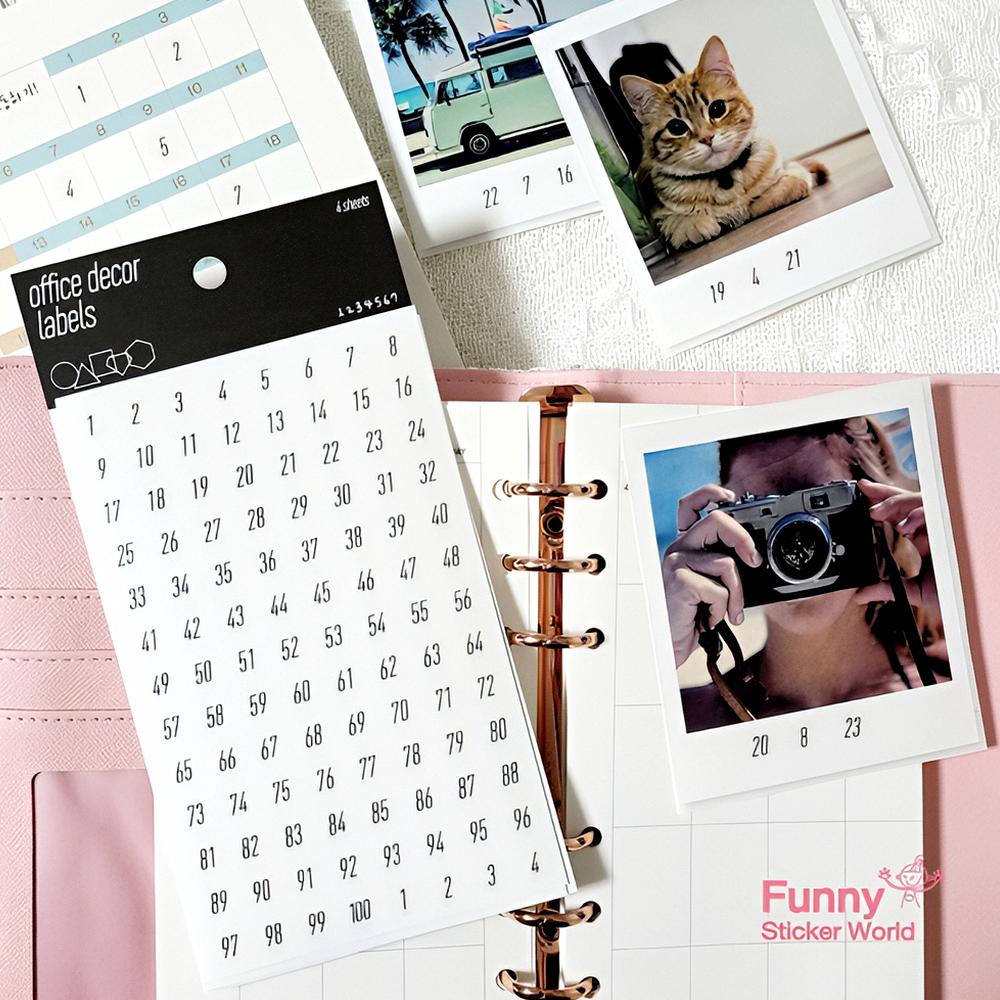 1 2 3
1 2
6 7 8 9 10 11
4 5
13 14 15 16 17 18
7
22 7 16
19 4 21
4 sheets
office decor
labels
1234567
1 2 3 4 5 6 7 8
9 10 11 12 13 14 15 16
17 18 19 20 21 22 23 24
25 26 27 28 29 30 31 32
33 34 35 36 37 38 39 40
41 42 43 44 45 46 47 48
49 50 51 52 53 54 55 56
57 58 59 60 61 62 63 64
65 66 67 68 69 70 71 72
73 74 75 76 77 78 79 80
81 82 83 84 85 86 87 88
89 90 91 92 93 94 95 96
97 98 99 100 1 2 3 4
20 8 23
Funny
Sticker World